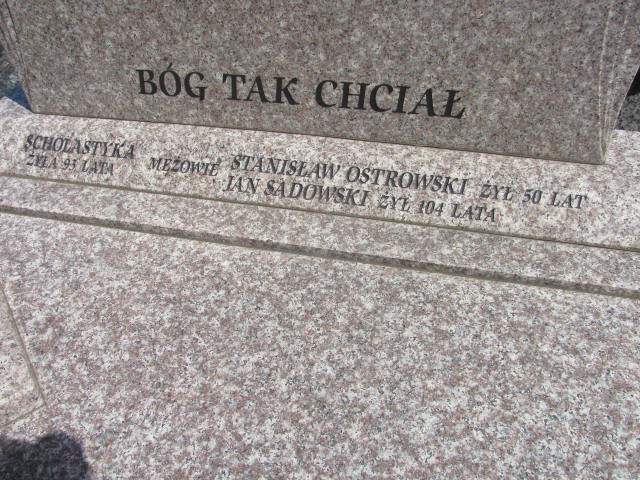 BÓG TAK CHCIAŁ
SCHOLASTYKA
ŻYŁA 93 LATA
MĘŻOWIE
STANISŁAW OSTROWSKI ŻYŁ 50 LAT
JAN SADOWSKI ŻYŁ 104 LATA